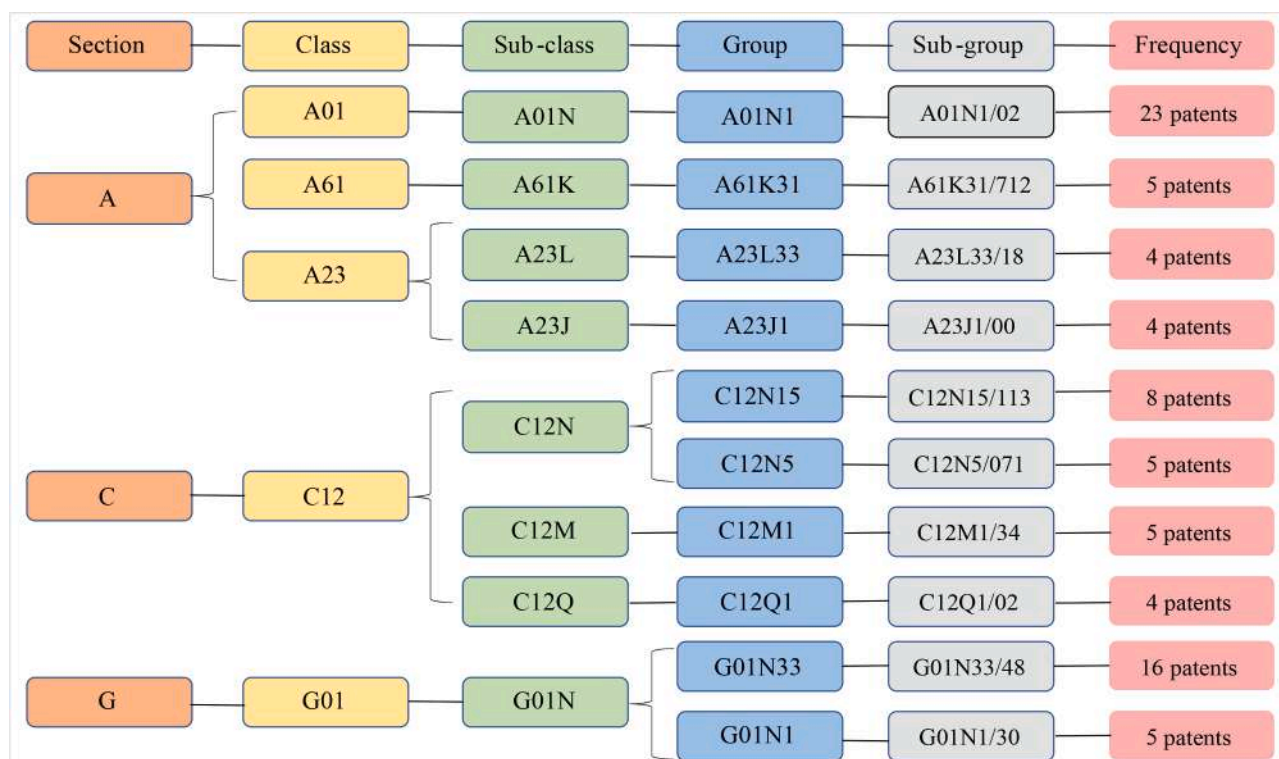 Section Class Sub-class Group Sub-group Frequency
A01 A01N A01N1 A01N1/02 23 patents
A
A61 A61K A61K31 A61K31/712 5 patents
A23
A23L A23L33 A23L33/18 4 patents
A23J A23J1 A23J1/00 4 patents
C12N
C12N15 C12N15/113 8 patents
C12N5 C12N5/071 5 patents
C C12
C12M C12M1 C12M1/34 5 patents
C12Q C12Q1 C12Q1/02 4 patents
G01N33 G01N33/48 16 patents
G G01 G01N
G01N1 G01N1/30 5 patents